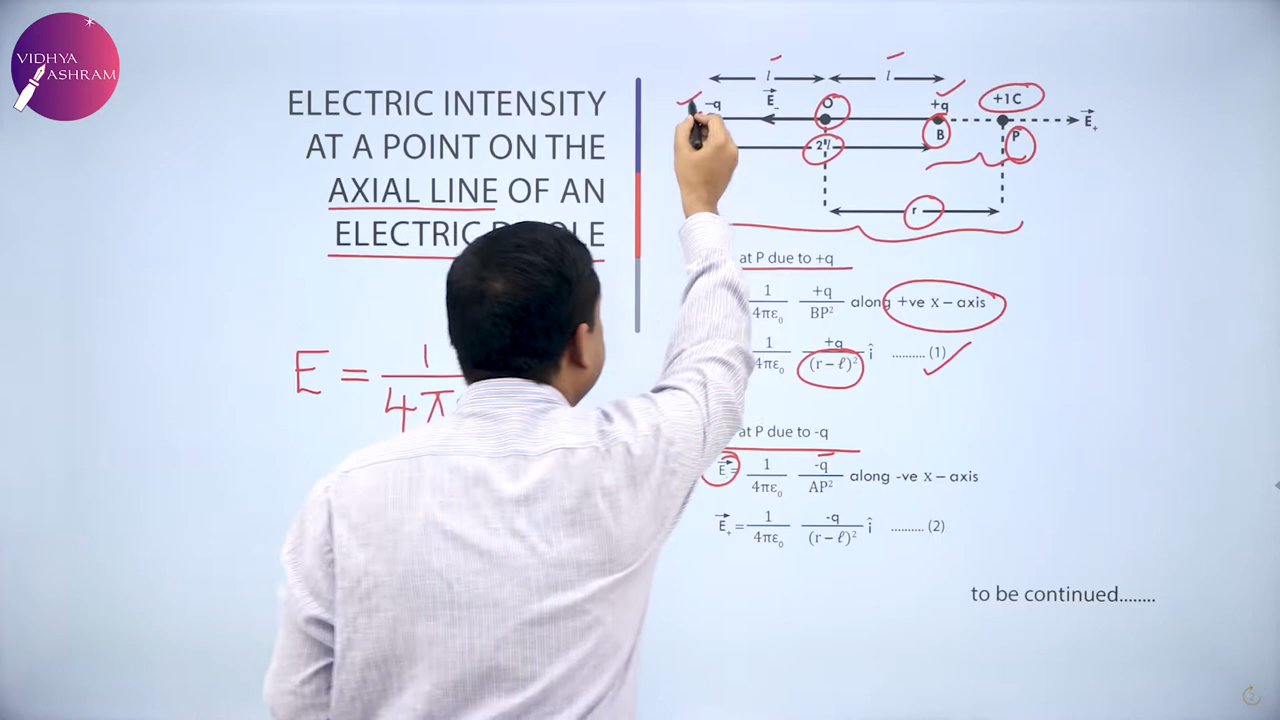 VIDHYA
ASHRAM
ELECTRIC INTENSITY
AT A POINT ON THE
AXIAL LINE OF AN
ELECTRIC
l l
-q E⃗₋ O +q +1C E⃗₊
B P
2l
r
at P due to +q
1/4πε₀ +q/BP² along +ve x – axis
1/4πε₀ +q/(r – ℓ)² î .......... (1)
E = 1/4π
at P due to -q
E⃗ = 1/4πε₀ -q/AP² along -ve x – axis
E⃗₊ = 1/4πε₀ -q/(r – ℓ)² î .......... (2)
to be continued........